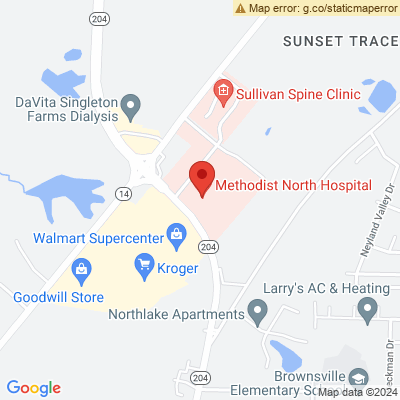 Map error: g.co/staticmaperror
204
SUNSET TRACE
Sullivan Spine Clinic
DaVita Singleton
Farms Dialysis
Methodist North Hospital
14
Neyland Valley Dr
Walmart Supercenter
204
Kroger
Goodwill Store
Larry's AC & Heating
Northlake Apartments
eckman Dr
204
Brownsville
Elementary School
Google
Map data ©2024